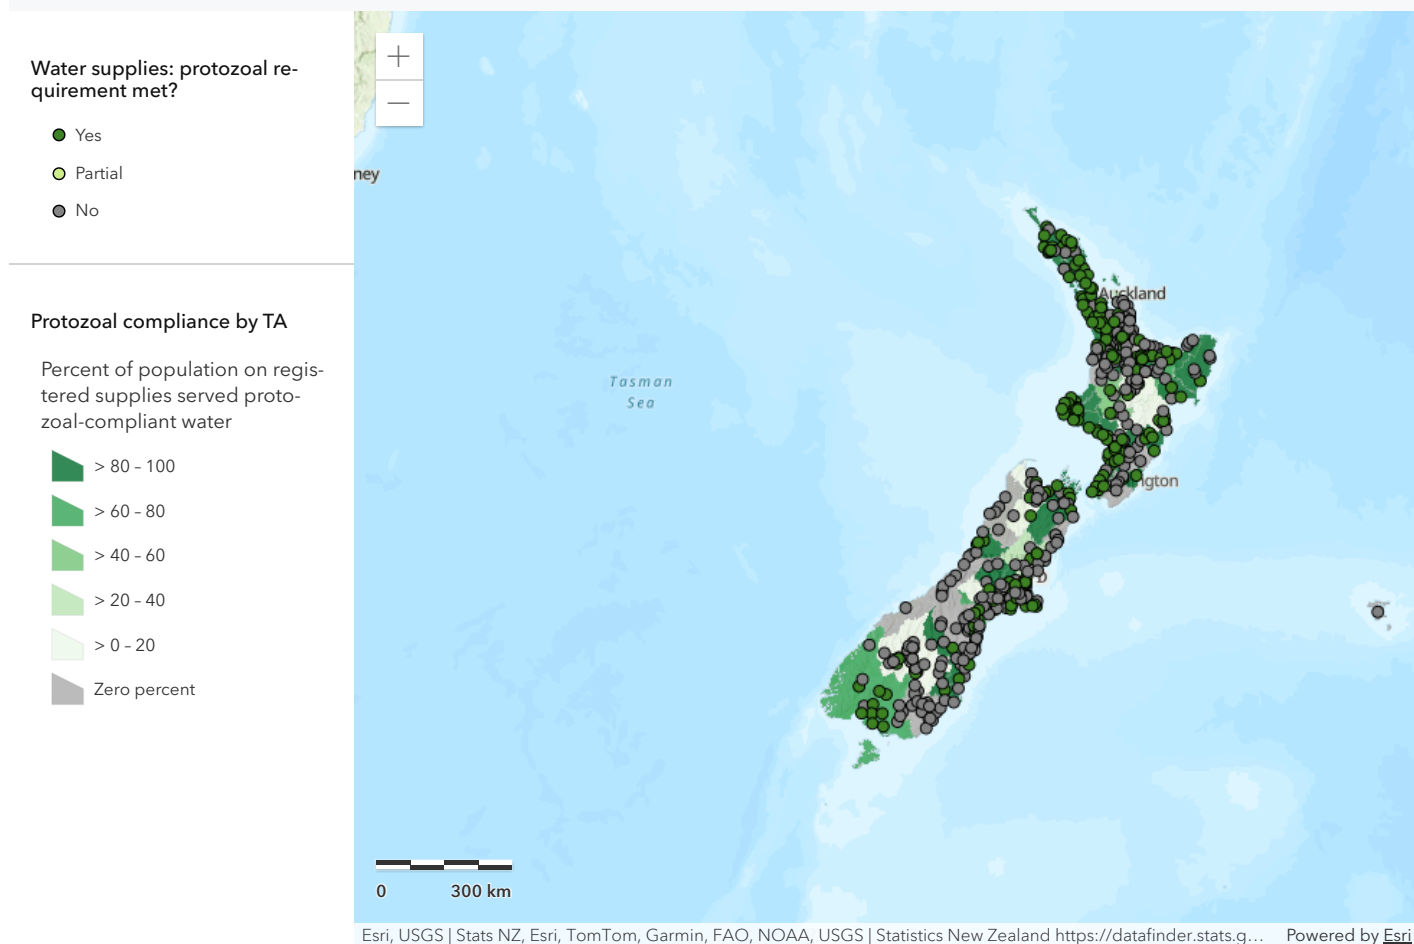 Water supplies: protozoal re-
quirement met?
Yes
Partial
No
Protozoal compliance by TA
Percent of population on regis-
tered supplies served proto-
zoal-compliant water
> 80 – 100
> 60 – 80
> 40 – 60
> 20 – 40
> 0 – 20
Zero percent
+
−
ney
Auckland
Tasman
Sea
ngton
0 300 km
Esri, USGS | Stats NZ, Esri, TomTom, Garmin, FAO, NOAA, USGS | Statistics New Zealand https://datafinder.stats.g… Powered by Esri